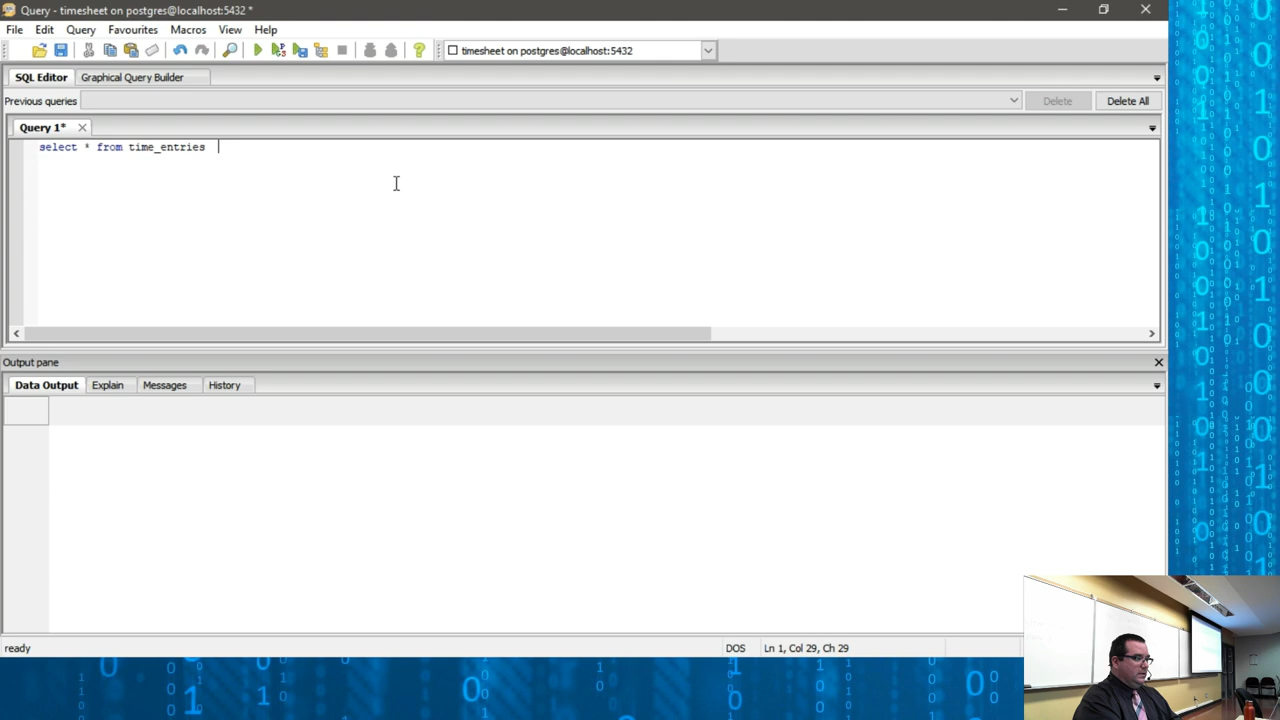 Query - timesheet on postgres@localhost:5432 *
File Edit Query Favourites Macros View Help
timesheet on postgres@localhost:5432
SQL Editor Graphical Query Builder
Previous queries Delete Delete All
Query 1*
select * from time_entries
Output pane
Data Output Explain Messages History
ready DOS Ln 1, Col 29, Ch 29